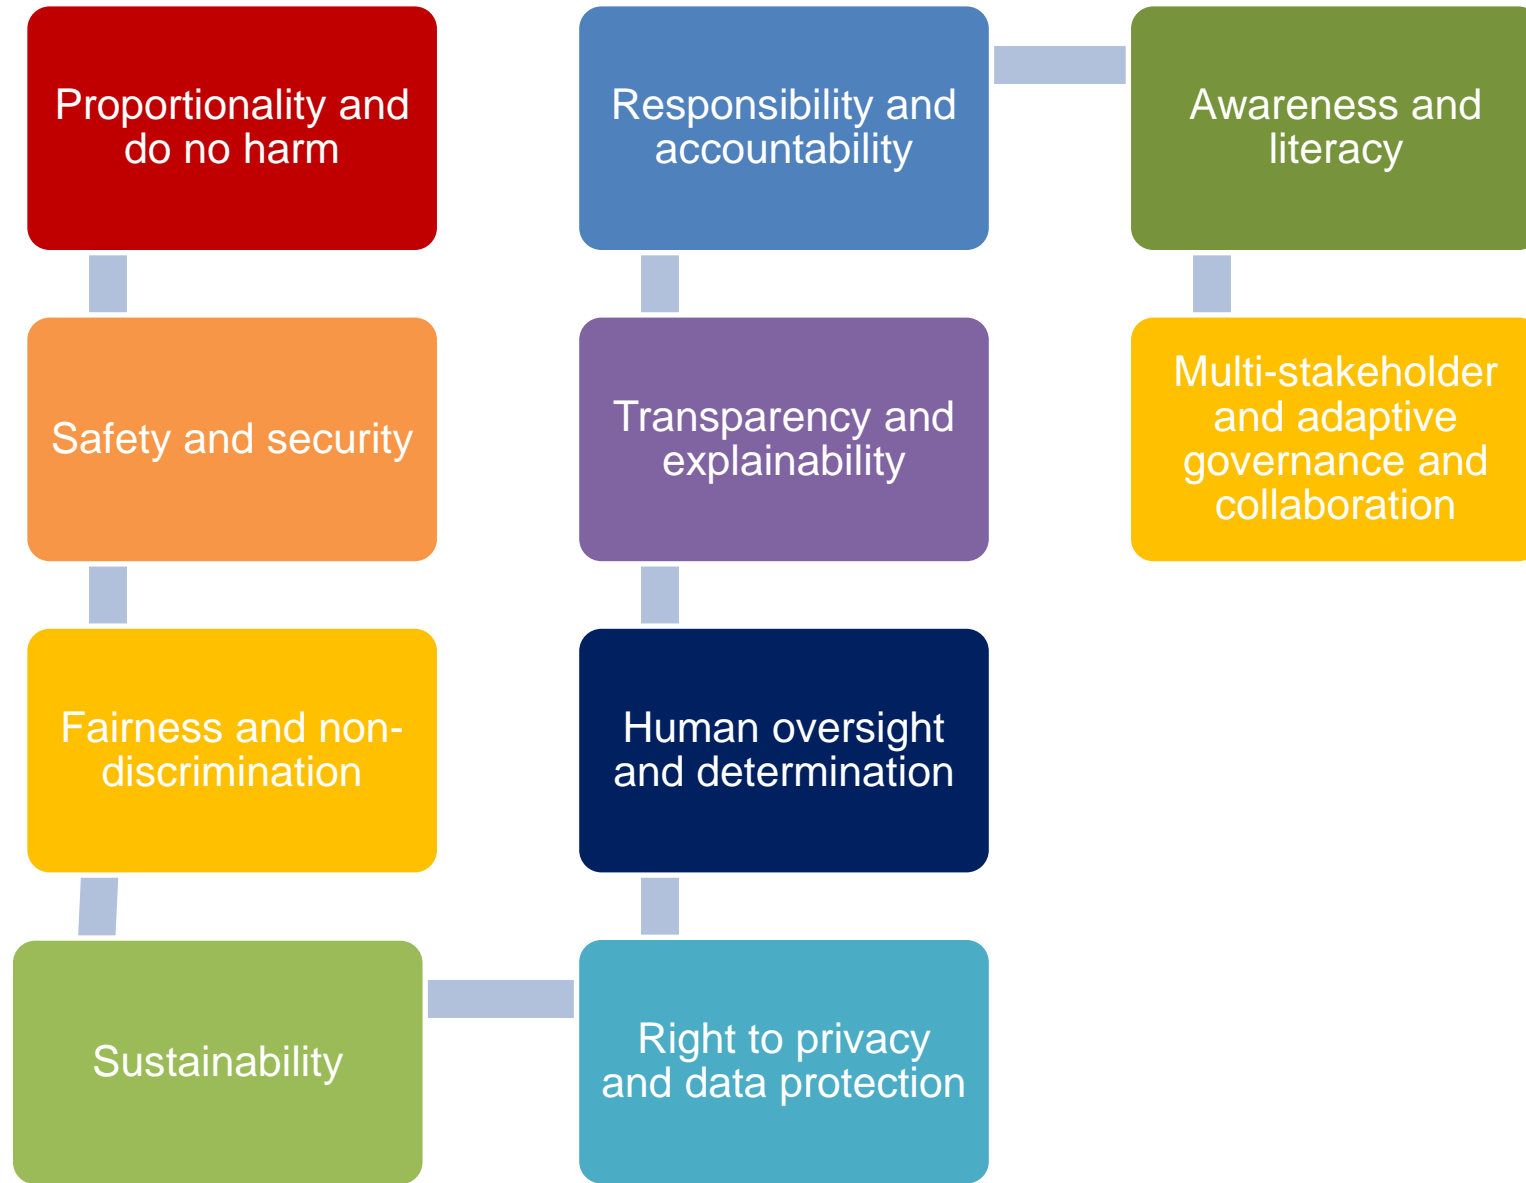 Proportionality and
do no harm
Safety and security
Fairness and non-
discrimination
Sustainability
Right to privacy
and data protection
Human oversight
and determination
Transparency and
explainability
Responsibility and
accountability
Awareness and
literacy
Multi-stakeholder
and adaptive
governance and
collaboration